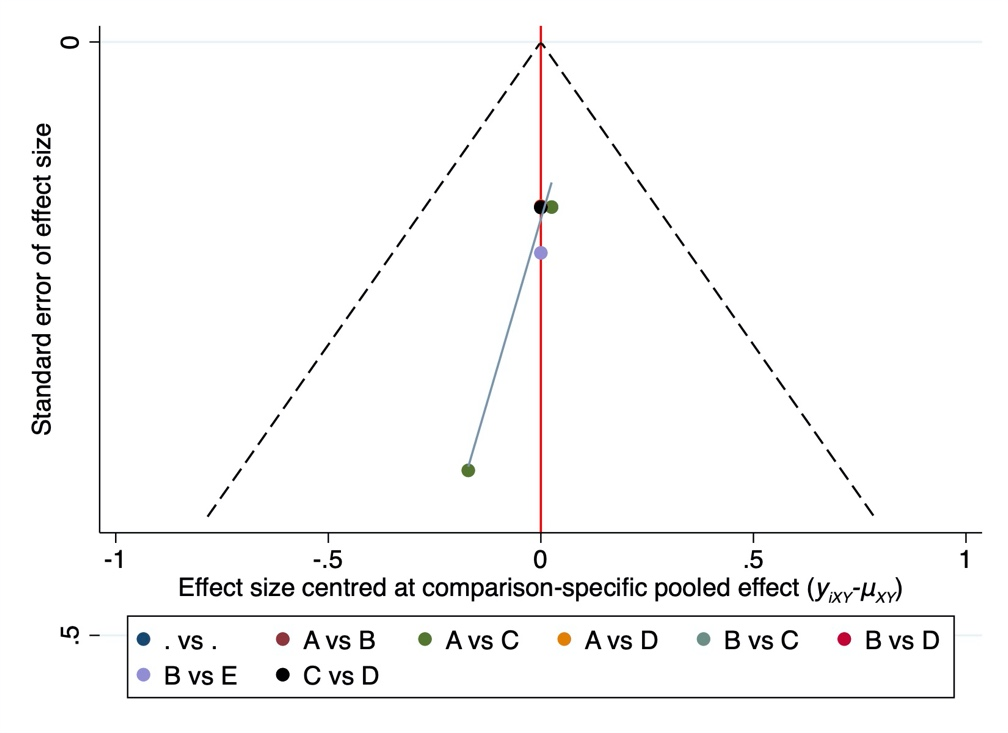 0
Standard error of effect size
.5
-1 -.5 0 .5 1
Effect size centred at comparison-specific pooled effect (yiXY-μXY)
. vs . A vs B A vs C A vs D B vs C B vs D
B vs E C vs D